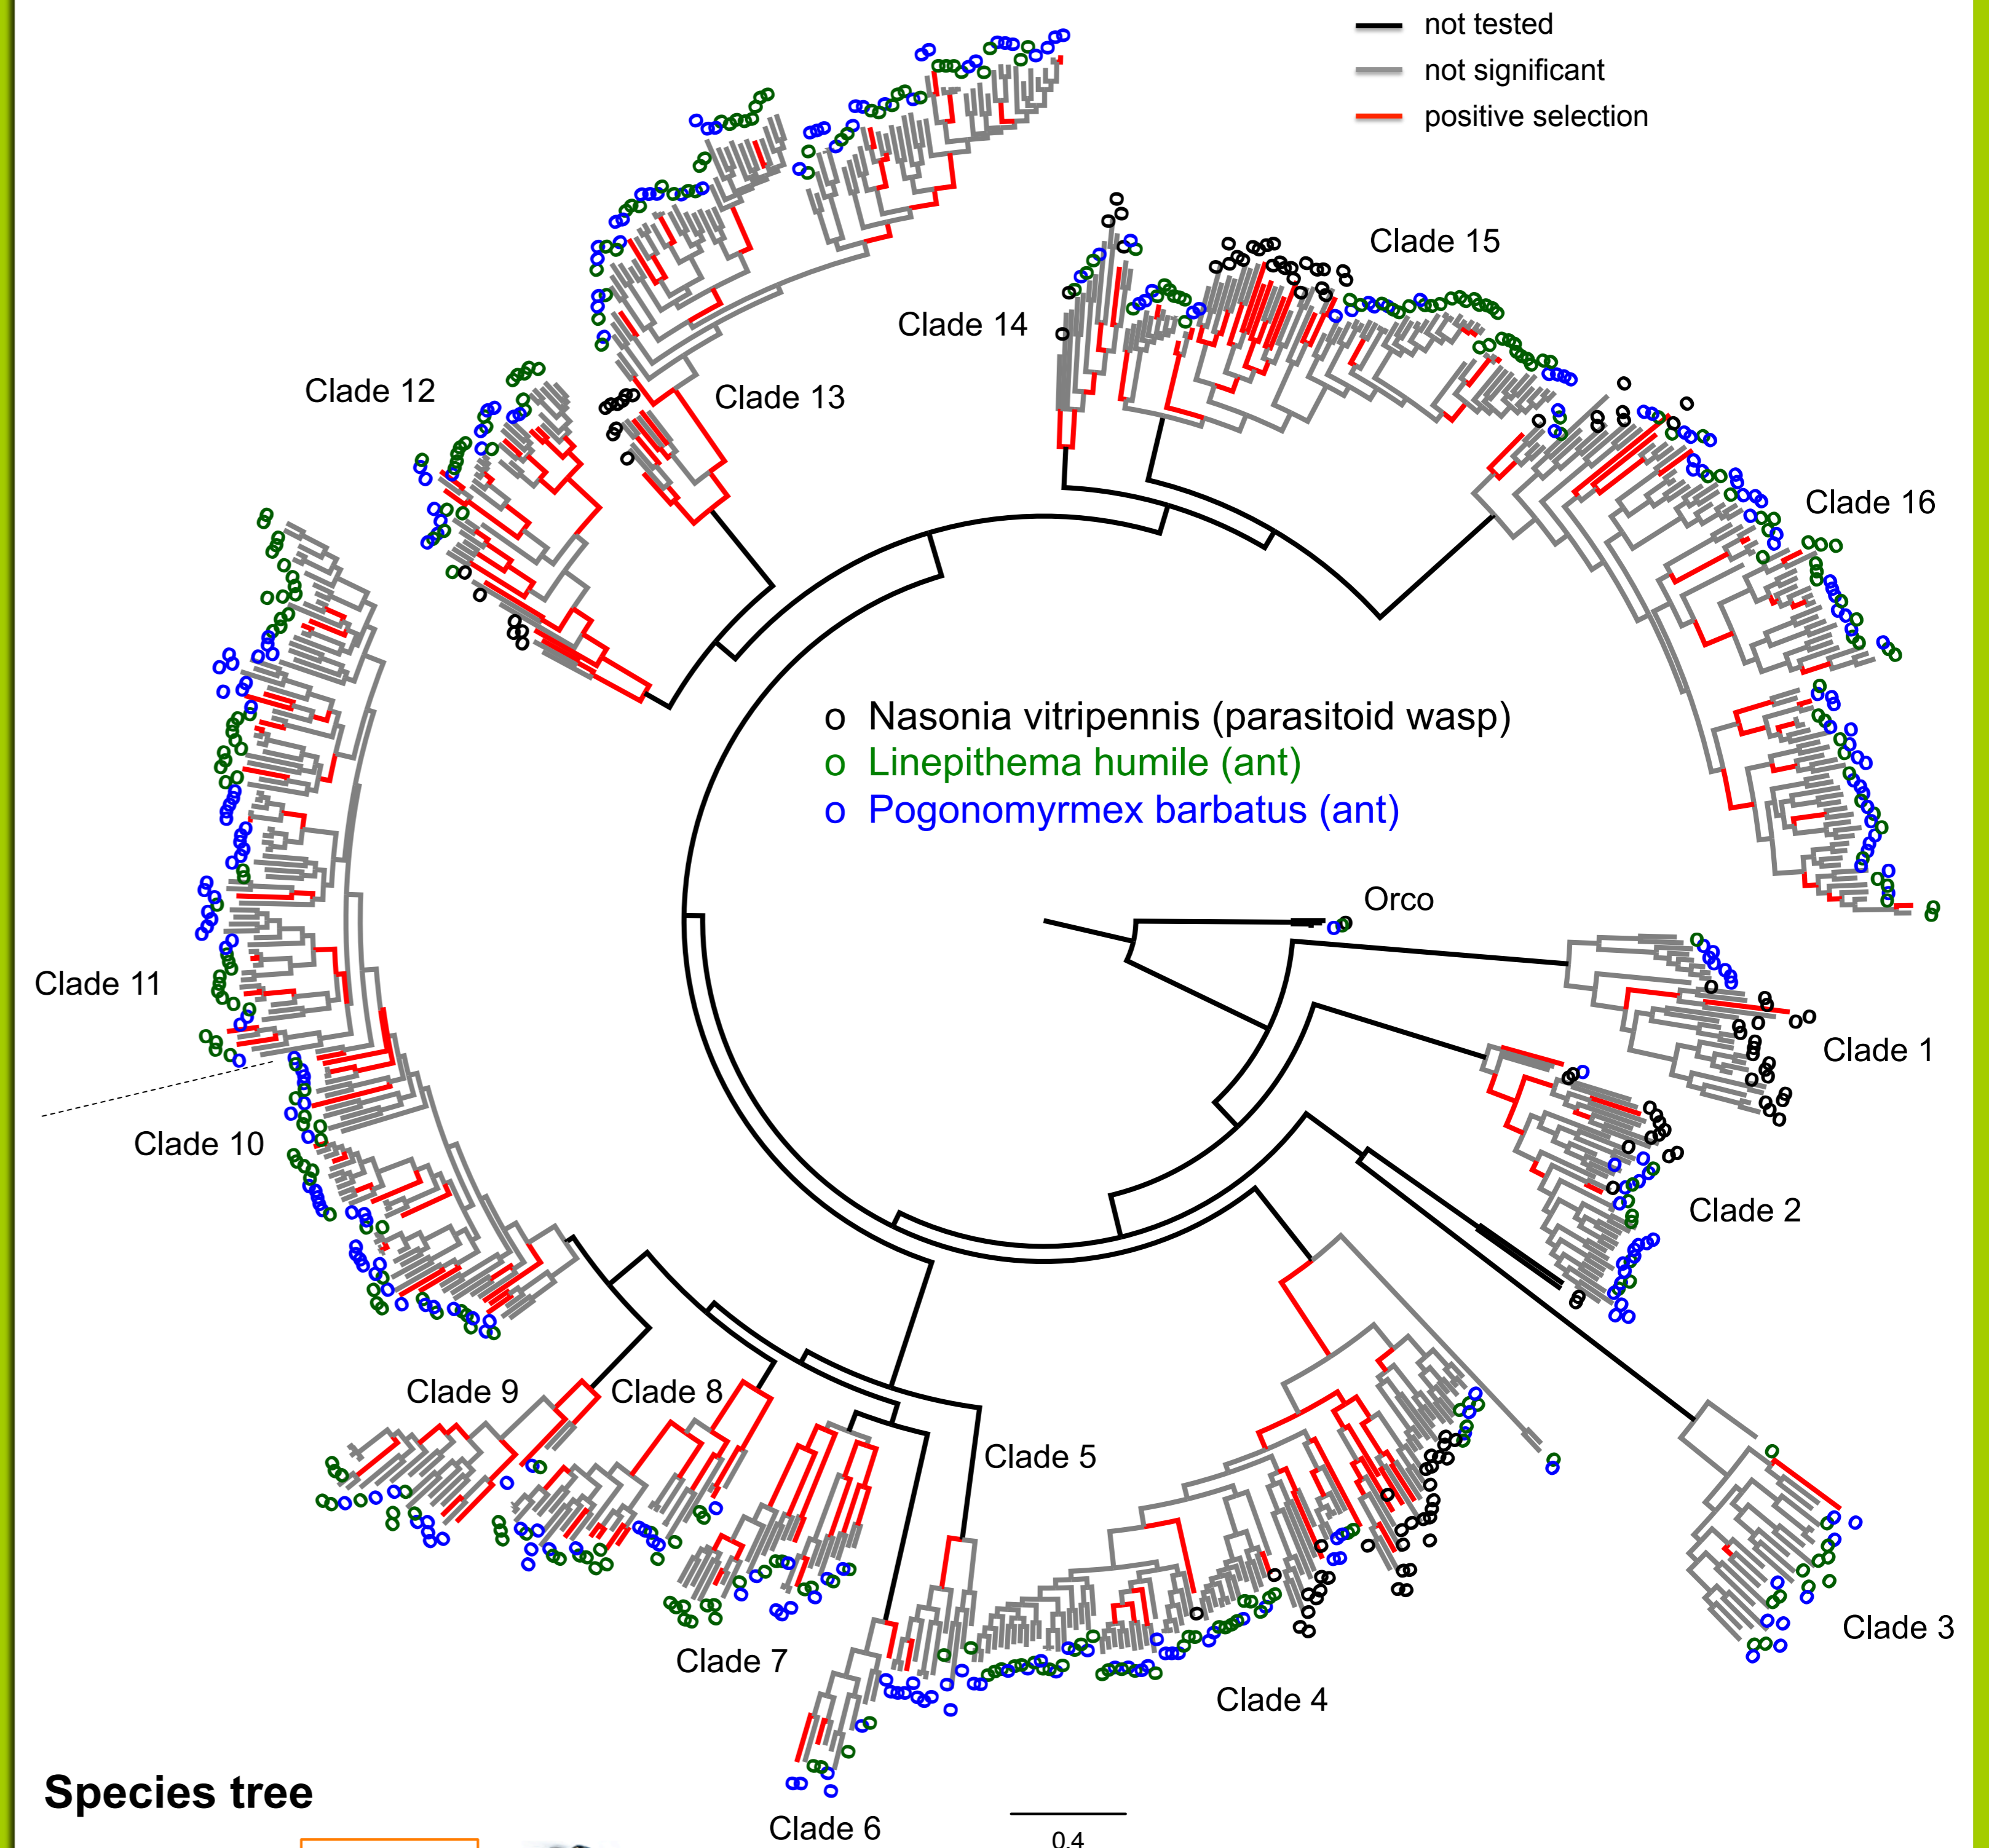 not tested
not significant
positive selection
Clade 15
Clade 14
Clade 12
Clade 13
Clade 16
o Nasonia vitripennis (parasitoid wasp)
o Linepithema humile (ant)
o Pogonomyrmex barbatus (ant)
Orco
Clade 11
Clade 1
Clade 10
Clade 2
Clade 9
Clade 8
Clade 5
Clade 3
Clade 7
Clade 4
Species tree
Clade 6
0.4